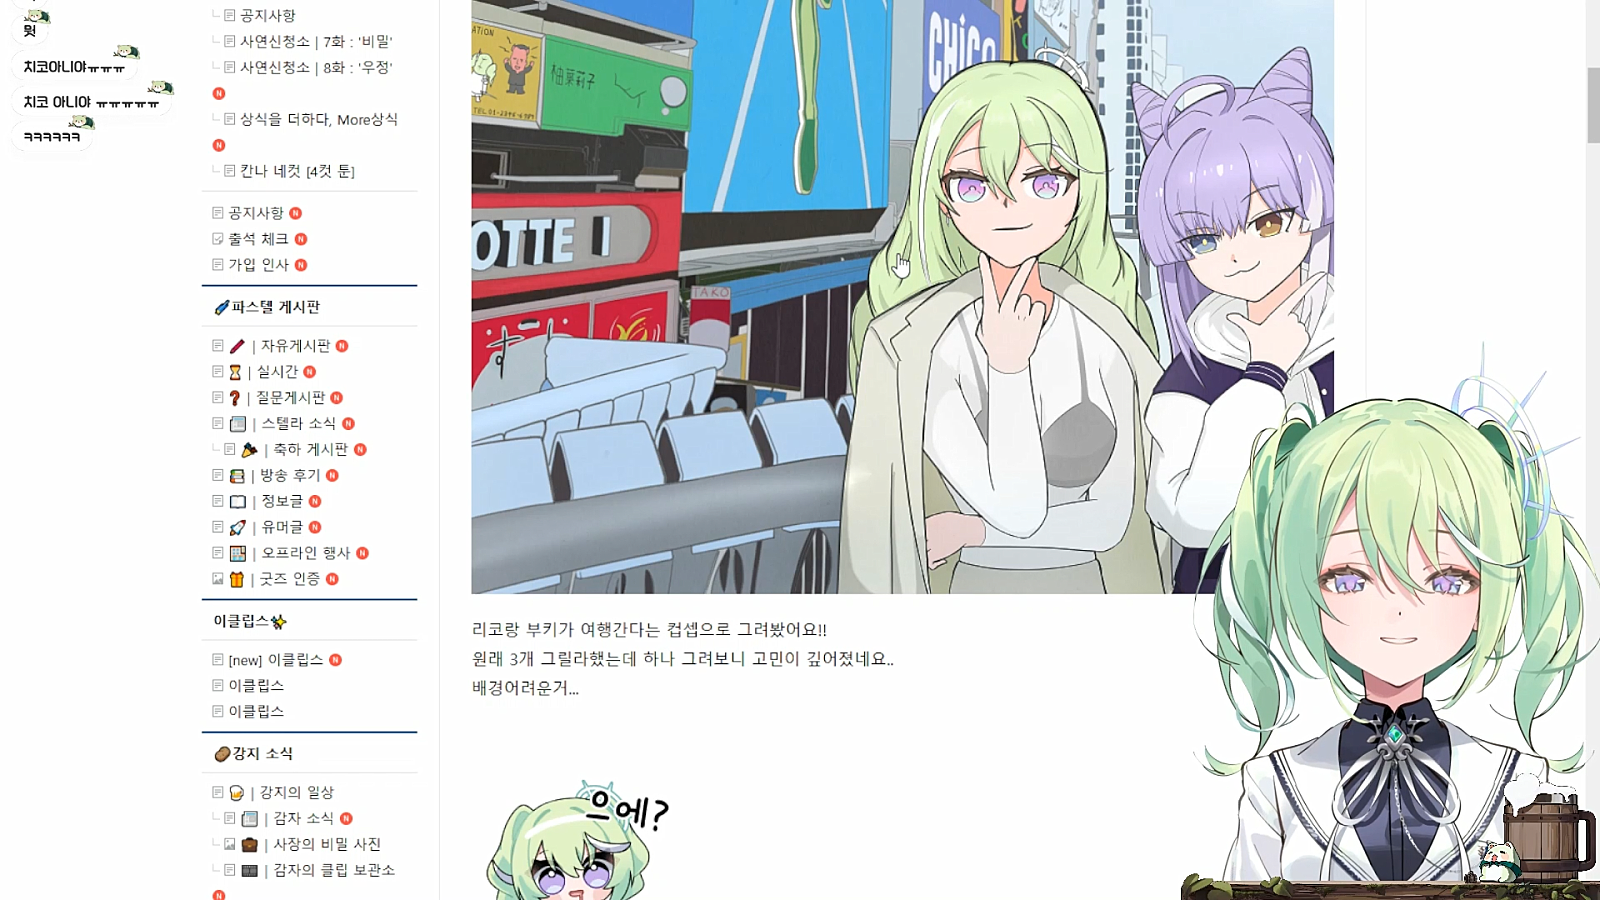 뭣
치코아니야ㅠㅠㅠ
치코 아니야 ㅠㅠㅠㅠㅠ
ㅋㅋㅋㅋㅋㅋ
공지사항
사연신청소 | 7화 : '비밀'
사연신청소 | 8화 : '우정'
N
상식을 더하다, More상식
N
칸나 네컷 [4컷 툰]
공지사항 N
출석 체크 N
가입 인사 N
파스텔 게시판
| 자유게시판 N
| 실시간 N
| 질문게시판 N
| 스텔라 소식 N
| 축하 게시판 N
| 방송 후기 N
| 정보글 N
| 유머글 N
| 오프라인 행사 N
| 굿즈 인증 N
이클립스
[new] 이클립스 N
이클립스
이클립스
강지 소식
| 강지의 일상
| 감자 소식 N
| 사장의 비밀 사진
| 감자의 클립 보관소
N
CHICO
OTTE I
TAKO
리코랑 부키가 여행간다는 컵셉으로 그려봤어요!!
원래 3개 그릴라했는데 하나 그려보니 고민이 깊어졌네요..
배경어려운거...
으에?